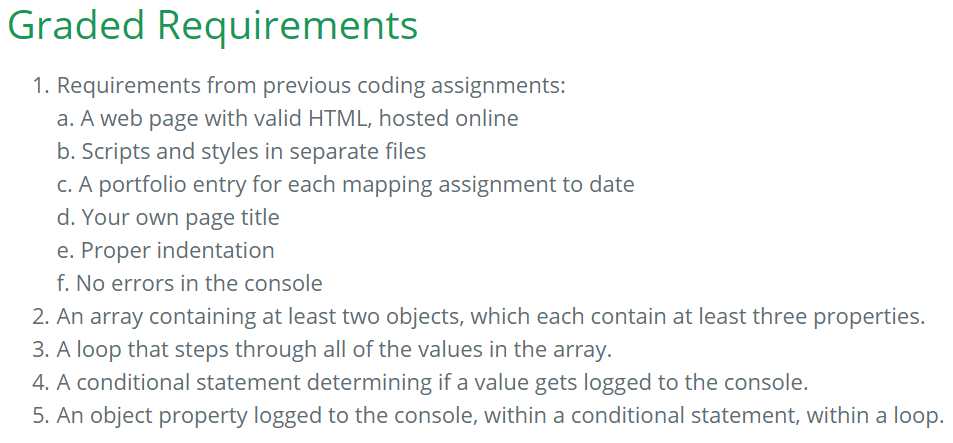 Graded Requirements
1. Requirements from previous coding assignments:
a. A web page with valid HTML, hosted online
b. Scripts and styles in separate files
c. A portfolio entry for each mapping assignment to date
d. Your own page title
e. Proper indentation
f. No errors in the console
2. An array containing at least two objects, which each contain at least three properties.
3. A loop that steps through all of the values in the array.
4. A conditional statement determining if a value gets logged to the console.
5. An object property logged to the console, within a conditional statement, within a loop.